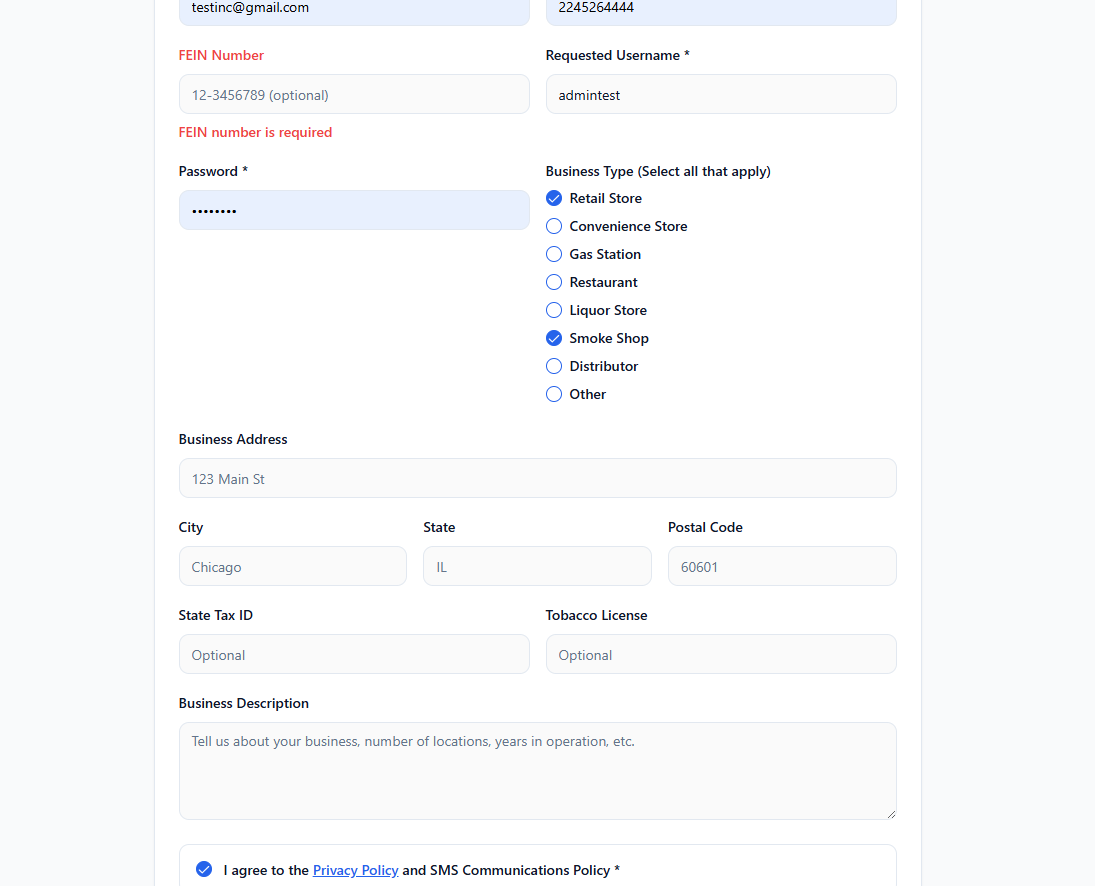 testinc@gmail.com
2245264444
FEIN Number
Requested Username *
12-3456789 (optional)
admintest
FEIN number is required
Password *
Business Type (Select all that apply)
••••••••
Retail Store
Convenience Store
Gas Station
Restaurant
Liquor Store
Smoke Shop
Distributor
Other
Business Address
123 Main St
City
State
Postal Code
Chicago
IL
60601
State Tax ID
Tobacco License
Optional
Optional
Business Description
Tell us about your business, number of locations, years in operation, etc.
I agree to the Privacy Policy and SMS Communications Policy *